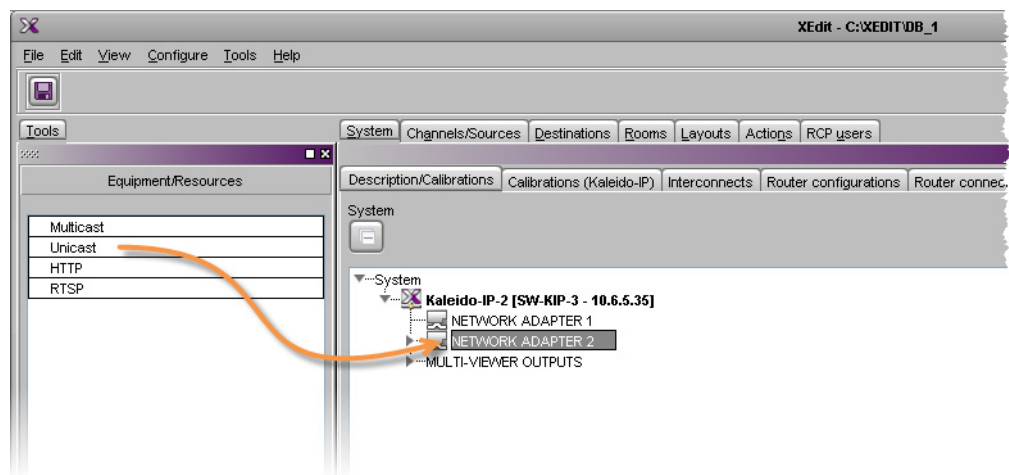 XEdit - C:\XEDIT\DB_1
File Edit View Configure Tools Help
Tools
System Channels/Sources Destinations Rooms Layouts Actions RCP users
Equipment/Resources
Description/Calibrations Calibrations (Kaleido-IP) Interconnects Router configurations Router connec
System
Multicast
Unicast
HTTP
RTSP
System
Kaleido-IP-2 [SW-KIP-3 - 10.6.5.35]
NETWORK ADAPTER 1
NETWORK ADAPTER 2
MULTI-VIEWER OUTPUTS